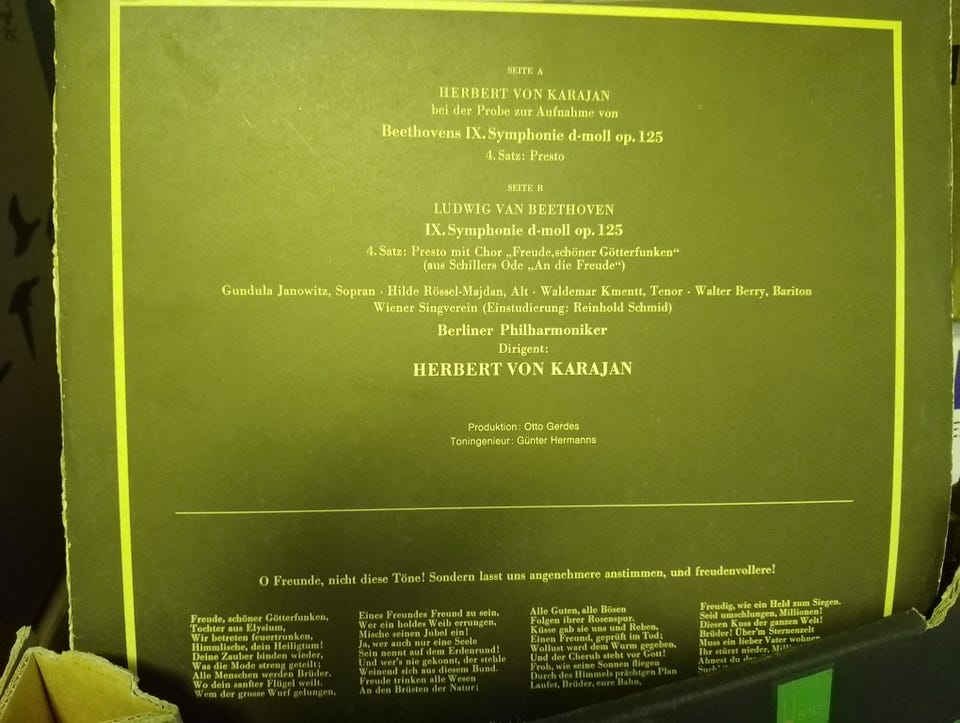 SEITE A
HERBERT VON KARAJAN
bei der Probe zur Aufnahme von
Beethovens IX. Symphonie d-moll op. 125
4. Satz: Presto
SEITE B
LUDWIG VAN BEETHOVEN
IX. Symphonie d-moll op. 125
4. Satz: Presto mit Chor „Freude, schöner Götterfunken“
(aus Schillers Ode „An die Freude“)
Gundula Janowitz, Sopran · Hilde Rössel-Majdan, Alt · Waldemar Kmentt, Tenor · Walter Berry, Bariton
Wiener Singverein (Einstudierung: Reinhold Schmid)
Berliner Philharmoniker
Dirigent:
HERBERT VON KARAJAN
Produktion: Otto Gerdes
Toningenieur: Günter Hermanns
O Freunde, nicht diese Töne! Sondern lasst uns angenehmere anstimmen, und freudenvollere!
Freude, schöner Götterfunken,
Tochter aus Elysium,
Wir betreten feuertrunken,
Himmlische, dein Heiligtum!
Deine Zauber binden wieder,
Was die Mode streng geteilt;
Alle Menschen werden Brüder,
Wo dein sanfter Flügel weilt.
Wem der grosse Wurf gelungen,
Eines Freundes Freund zu sein,
Wer ein holdes Weib errungen,
Mische seinen Jubel ein!
Ja, wer auch nur eine Seele
Sein nennt auf dem Erdenrund!
Und wer's nie gekonnt, der stehle
Weinend sich aus diesem Bund.
Freude trinken alle Wesen
An den Brüsten der Natur;
Alle Guten, alle Bösen
Folgen ihrer Rosenspur.
Küsse gab sie uns und Reben,
Einen Freund, geprüft im Tod;
Wollust ward dem Wurm gegeben,
Und der Cherub steht vor Gott!
Froh, wie seine Sonnen fliegen
Durch des Himmels prächtgen Plan
Laufet, Brüder, eure Bahn,
Freudig, wie ein Held zum Siegen.
Seid umschlungen, Millionen!
Diesen Kuss der ganzen Welt!
Brüder! Über'm Sternenzelt
Muss ein lieber Vater wohnen
Ihr stürzt nieder,
Ahnest du